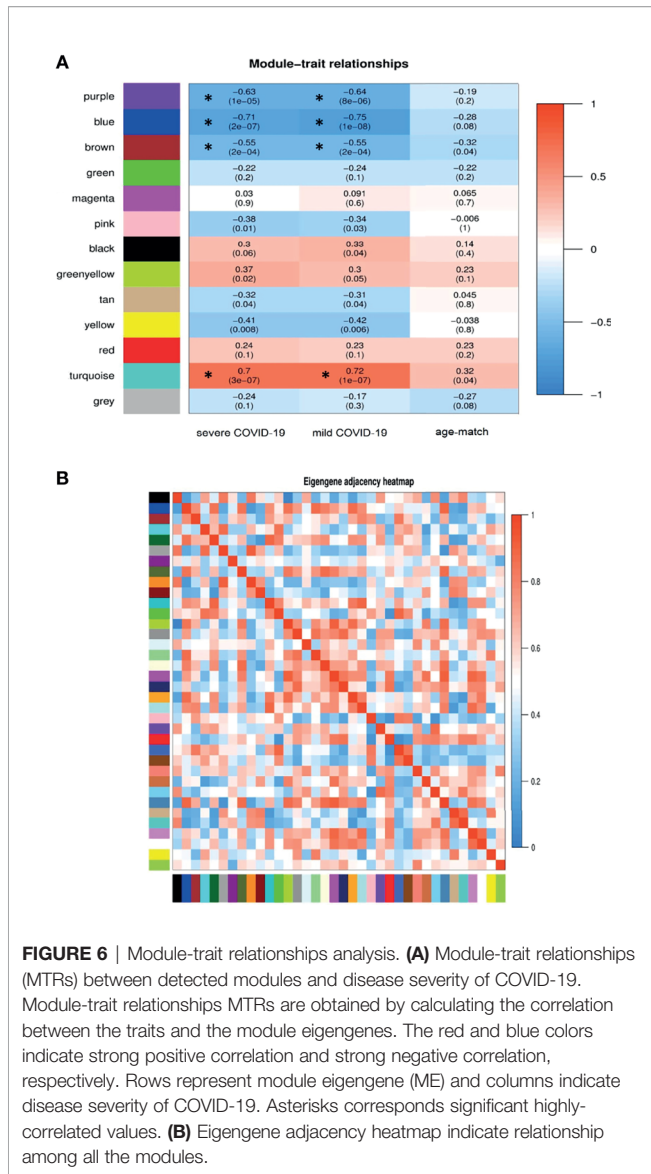 A
Module−trait relationships
purple
−0.63
(1e−05)
*
−0.64
(8e−06)
*
−0.19
(0.2)
blue
−0.71
(2e−07)
*
−0.75
(1e−08)
*
−0.28
(0.08)
brown
−0.55
(2e−04)
*
−0.55
(2e−04)
*
−0.32
(0.04)
green
−0.22
(0.2)
−0.24
(0.1)
−0.22
(0.2)
magenta
0.03
(0.9)
0.091
(0.6)
0.065
(0.7)
pink
−0.38
(0.01)
−0.34
(0.03)
−0.006
(1)
black
0.3
(0.06)
0.33
(0.04)
0.14
(0.4)
greenyellow
0.37
(0.02)
0.3
(0.05)
0.23
(0.1)
tan
−0.32
(0.04)
−0.31
(0.04)
0.045
(0.8)
yellow
−0.41
(0.008)
−0.42
(0.006)
−0.038
(0.8)
red
0.24
(0.1)
0.23
(0.1)
0.23
(0.2)
turquoise
0.7
(3e−07)
*
0.72
(1e−07)
*
0.32
(0.04)
grey
−0.24
(0.1)
−0.17
(0.3)
−0.27
(0.08)
severe COVID-19
mild COVID-19
age-match
1
0.5
0
−0.5
−1
B
Eigengene adjacency heatmap
1
0.8
0.6
0.4
0.2
0
FIGURE 6 | Module-trait relationships analysis. (A) Module-trait relationships
(MTRs) between detected modules and disease severity of COVID-19.
Module-trait relationships MTRs are obtained by calculating the correlation
between the traits and the module eigengenes. The red and blue colors
indicate strong positive correlation and strong negative correlation,
respectively. Rows represent module eigengene (ME) and columns indicate
disease severity of COVID-19. Asterisks corresponds significant highly-
correlated values. (B) Eigengene adjacency heatmap indicate relationship
among all the modules.